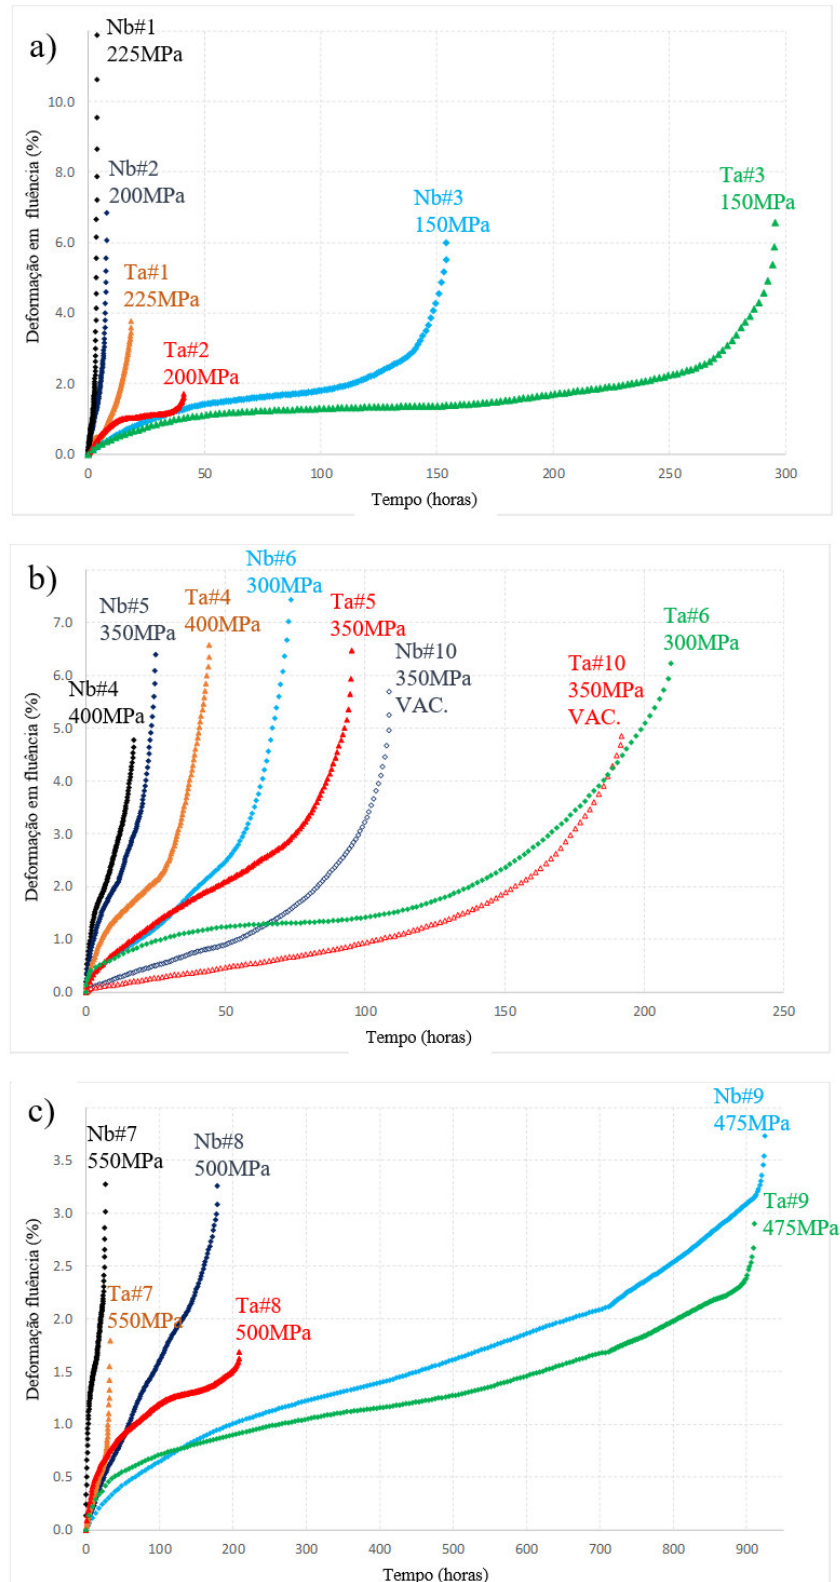 a)
Nb#1
225MPa
Nb#2
200MPa
Ta#1
225MPa
Ta#2
200MPa
Nb#3
150MPa
Ta#3
150MPa
Deformação em fluência (%)
10.0
8.0
6.0
4.0
2.0
0.0
0 50 100 150 200 250 300
Tempo (horas)
b)
Nb#6
300MPa
Nb#5
350MPa
Ta#4
400MPa
Ta#5
350MPa
Ta#6
300MPa
Nb#10
350MPa
VAC.
Ta#10
350MPa
VAC.
Nb#4
400MPa
Deformação em fluência (%)
7.0
6.0
5.0
4.0
3.0
2.0
1.0
0.0
0 50 100 150 200 250
Tempo (horas)
c)
Nb#7
550MPa
Nb#8
500MPa
Nb#9
475MPa
Ta#9
475MPa
Ta#7
550MPa
Ta#8
500MPa
Deformação fluência (%)
3.5
3.0
2.5
2.0
1.5
1.0
0.5
0.0
0 100 200 300 400 500 600 700 800 900
Tempo (horas)